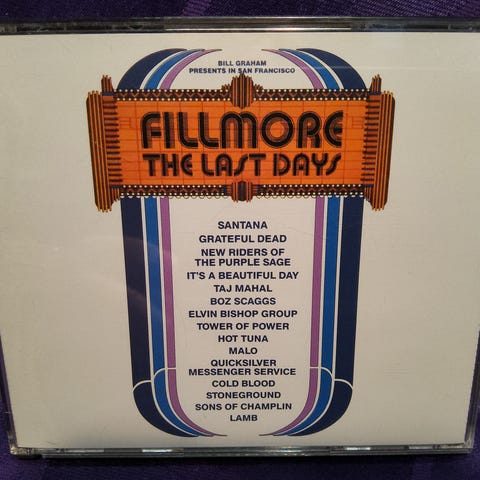 BILL GRAHAM
PRESENTS IN SAN FRANCISCO
FILLMORE
THE LAST DAYS
SANTANA
GRATEFUL DEAD
NEW RIDERS OF
THE PURPLE SAGE
IT'S A BEAUTIFUL DAY
TAJ MAHAL
BOZ SCAGGS
ELVIN BISHOP GROUP
TOWER OF POWER
HOT TUNA
MALO
QUICKSILVER
MESSENGER SERVICE
COLD BLOOD
STONEGROUND
SONS OF CHAMPLIN
LAMB